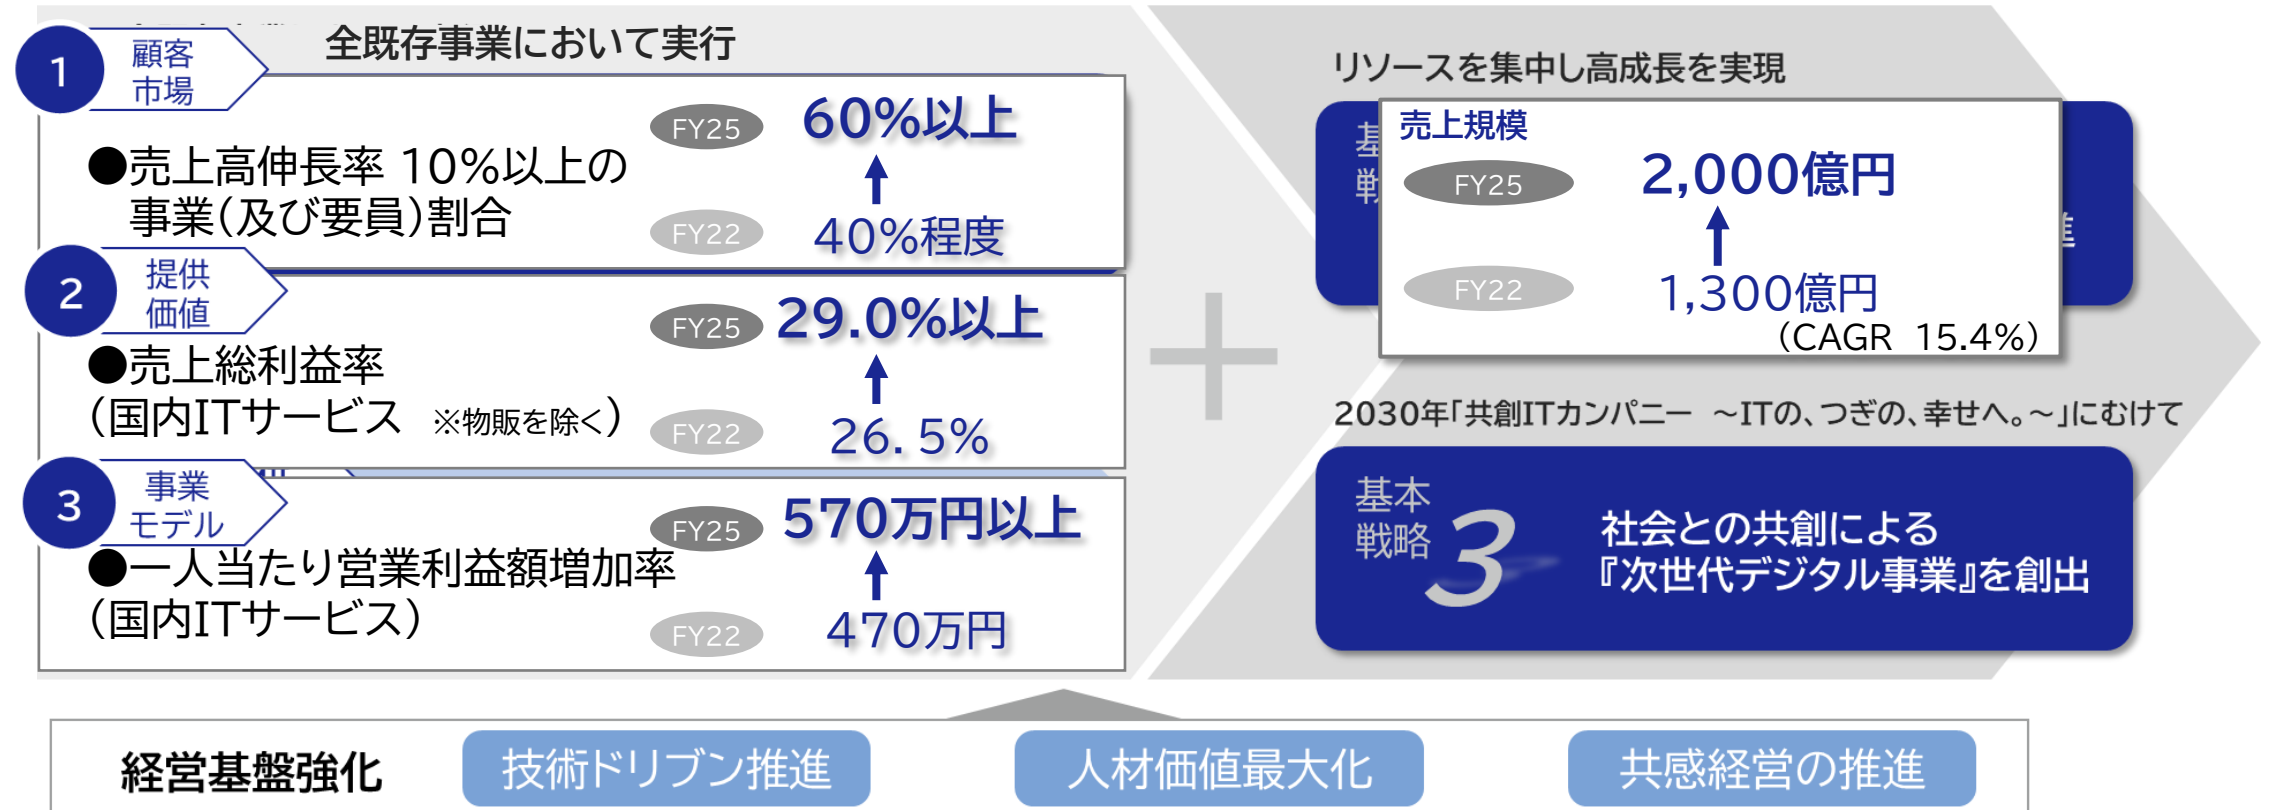 全既存事業において実行
1
顧客
市場
●売上高伸長率 10%以上の
事業(及び要員)割合
FY25
60%以上
FY22
40%程度
2
提供
価値
●売上総利益率
(国内ITサービス ※物販を除く)
FY25
29.0%以上
FY22
26.5%
3
事業
モデル
●一人当たり営業利益額増加率
(国内ITサービス)
FY25
570万円以上
FY22
470万円
リソースを集中し高成長を実現
売上規模
FY25
2,000億円
FY22
1,300億円
(CAGR 15.4%)
2030年「共創ITカンパニー ～ITの、つぎの、幸せへ。～」にむけて
基本
戦略
3
社会との共創による
『次世代デジタル事業』を創出
経営基盤強化
技術ドリブン推進
人材価値最大化
共感経営の推進